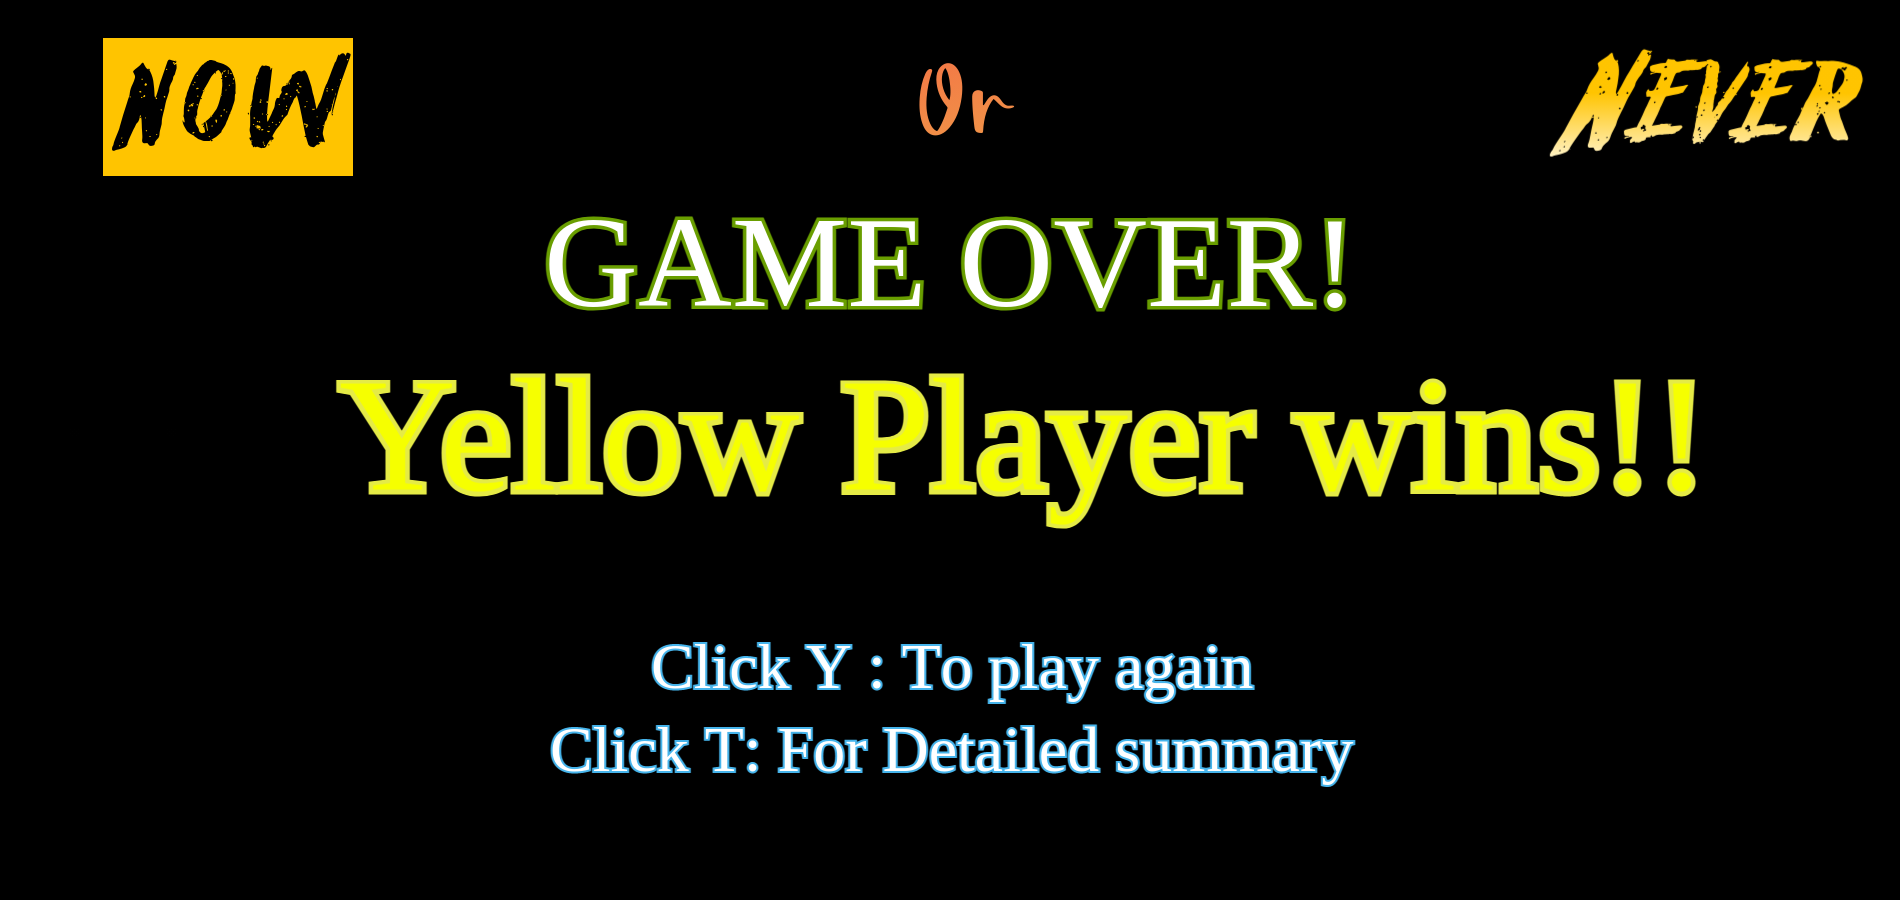 NOW Or NEVER
GAME OVER!
Yellow Player wins!!
Click Y : To play again
Click T: For Detailed summary